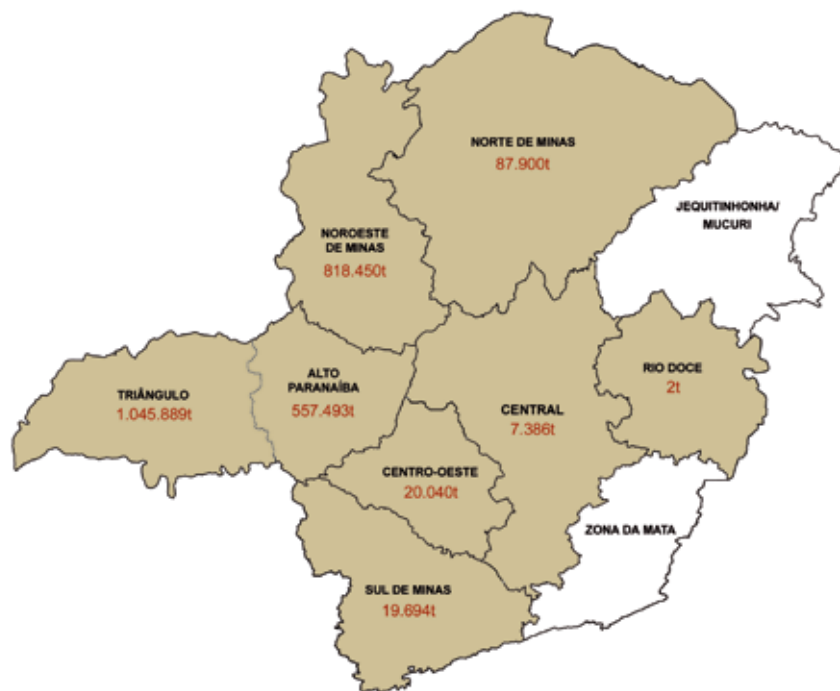 NORTE DE MINAS
87.900t
JEQUITINHONHA/
MUCURI
NOROESTE
DE MINAS
818.450t
TRIÂNGULO
1.045.889t
ALTO
PARANAÍBA
557.493t
CENTRAL
7.386t
RIO DOCE
2t
CENTRO-OESTE
20.040t
ZONA DA MATA
SUL DE MINAS
19.694t